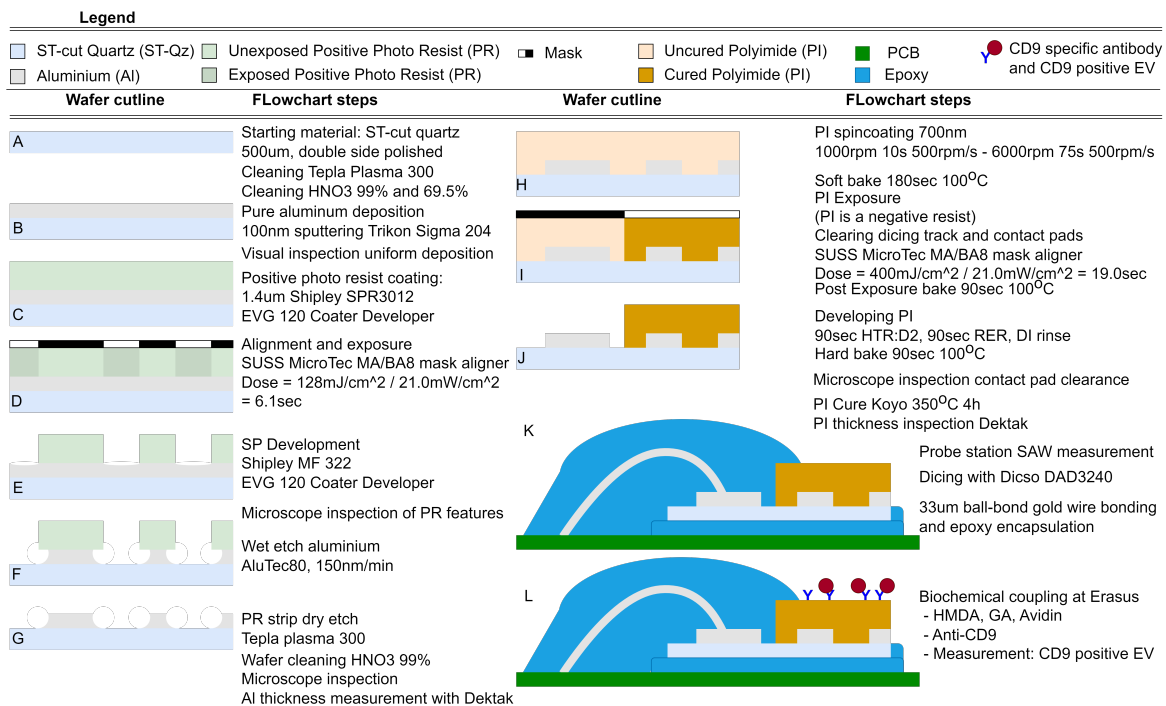 Legend
ST-cut Quartz (ST-Qz)
Unexposed Positive Photo Resist (PR)
Mask
Uncured Polyimide (PI)
PCB
CD9 specific antibody
and CD9 positive EV
Aluminium (Al)
Exposed Positive Photo Resist (PR)
Cured Polyimide (PI)
Epoxy
Y
Wafer cutline
FLowchart steps
Wafer cutline
FLowchart steps
A
Starting material: ST-cut quartz
500um, double side polished
Cleaning Tepla Plasma 300
Cleaning HNO3 99% and 69.5%
B
Pure aluminum deposition
100nm sputtering Trikon Sigma 204
Visual inspection uniform deposition
C
Positive photo resist coating:
1.4um Shipley SPR3012
EVG 120 Coater Developer
D
Alignment and exposure
SUSS MicroTec MA/BA8 mask aligner
Dose = 128mJ/cm^2 / 21.0mW/cm^2
= 6.1sec
E
SP Development
Shipley MF 322
EVG 120 Coater Developer
Microscope inspection of PR features
F
Wet etch aluminium
AluTec80, 150nm/min
G
PR strip dry etch
Tepla plasma 300
Wafer cleaning HNO3 99%
Microscope inspection
Al thickness measurement with Dektak
H
PI spincoating 700nm
1000rpm 10s 500rpm/s - 6000rpm 75s 500rpm/s
Soft bake 180sec 100°C
I
PI Exposure
(PI is a negative resist)
Clearing dicing track and contact pads
SUSS MicroTec MA/BA8 mask aligner
Dose = 400mJ/cm^2 / 21.0mW/cm^2 = 19.0sec
Post Exposure bake 90sec 100°C
J
Developing PI
90sec HTR:D2, 90sec RER, DI rinse
Hard bake 90sec 100°C
Microscope inspection contact pad clearance
PI Cure Koyo 350°C 4h
PI thickness inspection Dektak
K
Probe station SAW measurement
Dicing with Dicso DAD3240
33um ball-bond gold wire bonding
and epoxy encapsulation
L
Y Y Y Y
Biochemical coupling at Erasus
- HMDA, GA, Avidin
- Anti-CD9
- Measurement: CD9 positive EV